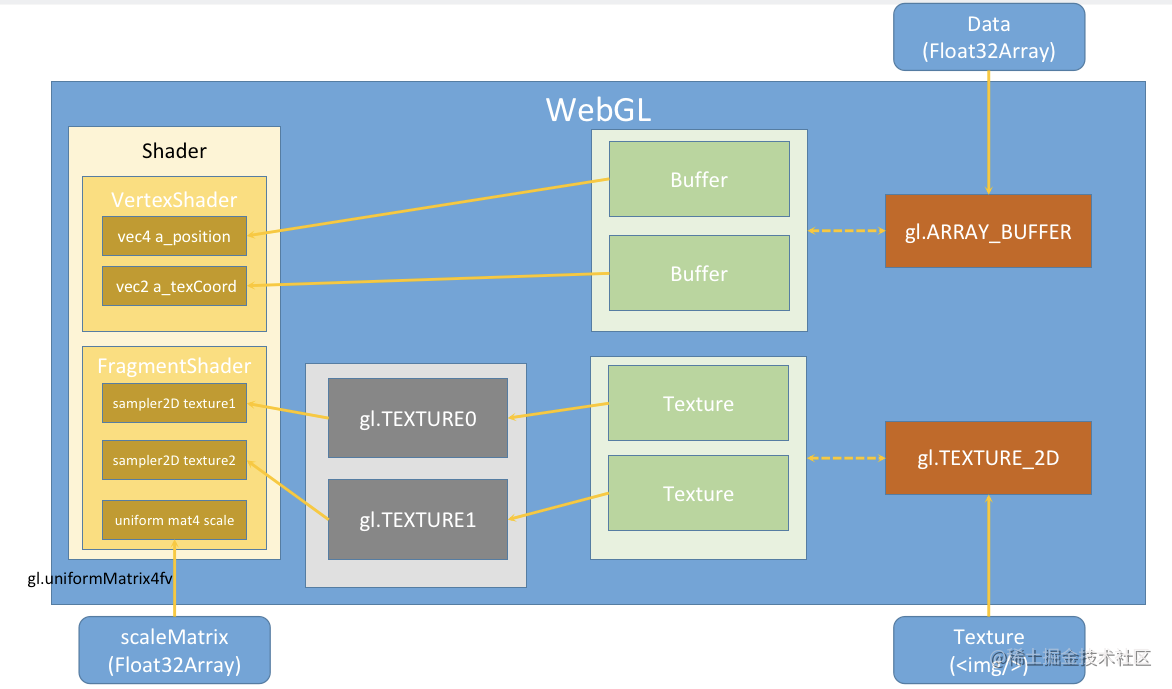 Data
(Float32Array)
WebGL
Shader
VertexShader
vec4 a_position
vec2 a_texCoord
Buffer
Buffer
gl.ARRAY_BUFFER
FragmentShader
sampler2D texture1
sampler2D texture2
uniform mat4 scale
gl.TEXTURE0
gl.TEXTURE1
Texture
Texture
gl.TEXTURE_2D
gl.uniformMatrix4fv
scaleMatrix
(Float32Array)
Texture
(<img/>)
@稀土掘金技术社区